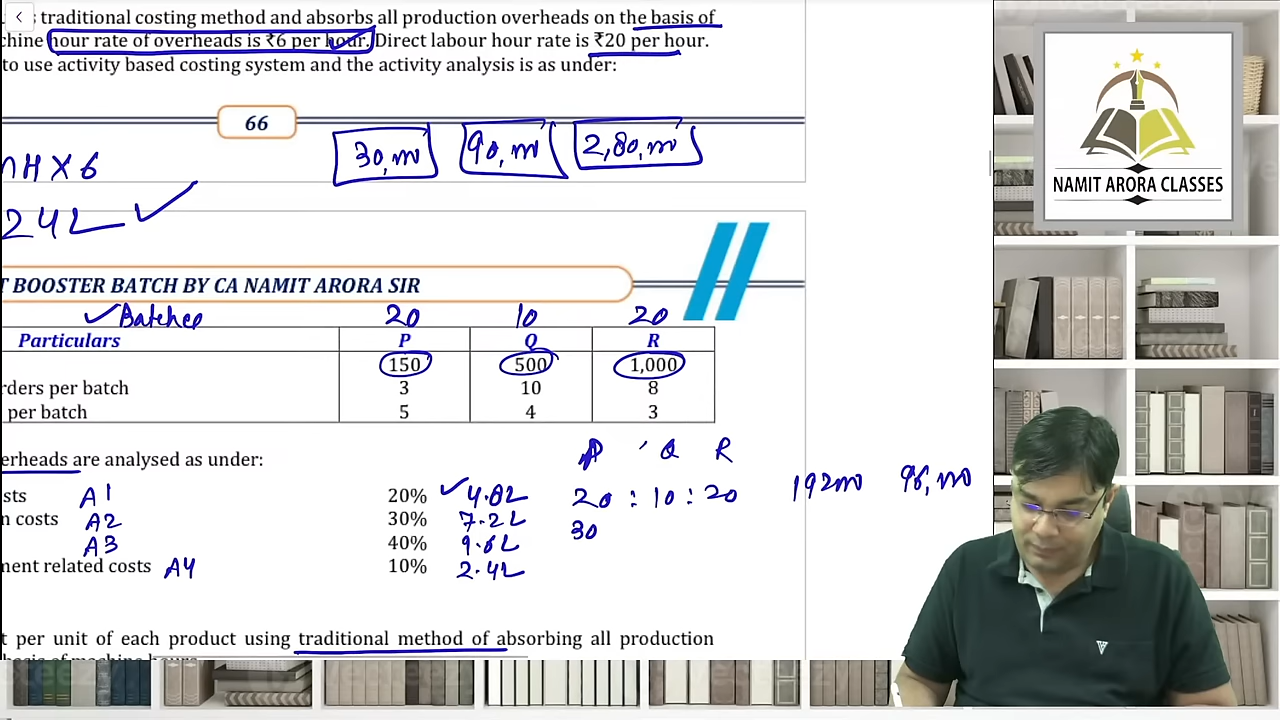 s traditional costing method and absorbs all production overheads on the basis of
chine hour rate of overheads is ₹6 per hour. Direct labour hour rate is ₹20 per hour.
to use activity based costing system and the activity analysis is as under:
66
MH X 6
30,m 90,m 2,80,m
24L
T BOOSTER BATCH BY CA NAMIT ARORA SIR
Batches 20 10 20
Particulars P Q R
150 500 1,000
rders per batch 3 10 8
per batch 5 4 3
erheads are analysed as under:
P Q R
sts A1 20% 4.8L 20 : 10 : 20 192m 96,m
n costs A2 30% 7.2L 30
A3 40% 9.6L
ment related costs A4 10% 2.4L
t per unit of each product using traditional method of absorbing all production
NAMIT ARORA CLASSES